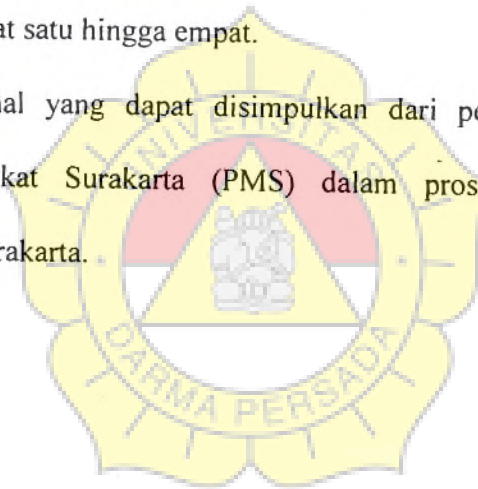 at satu hingga empat.
al yang dapat disimpulkan dari pe
kat Surakarta (PMS) dalam pros
rakarta.
UNIVERSITAS
DARMA PERSADA